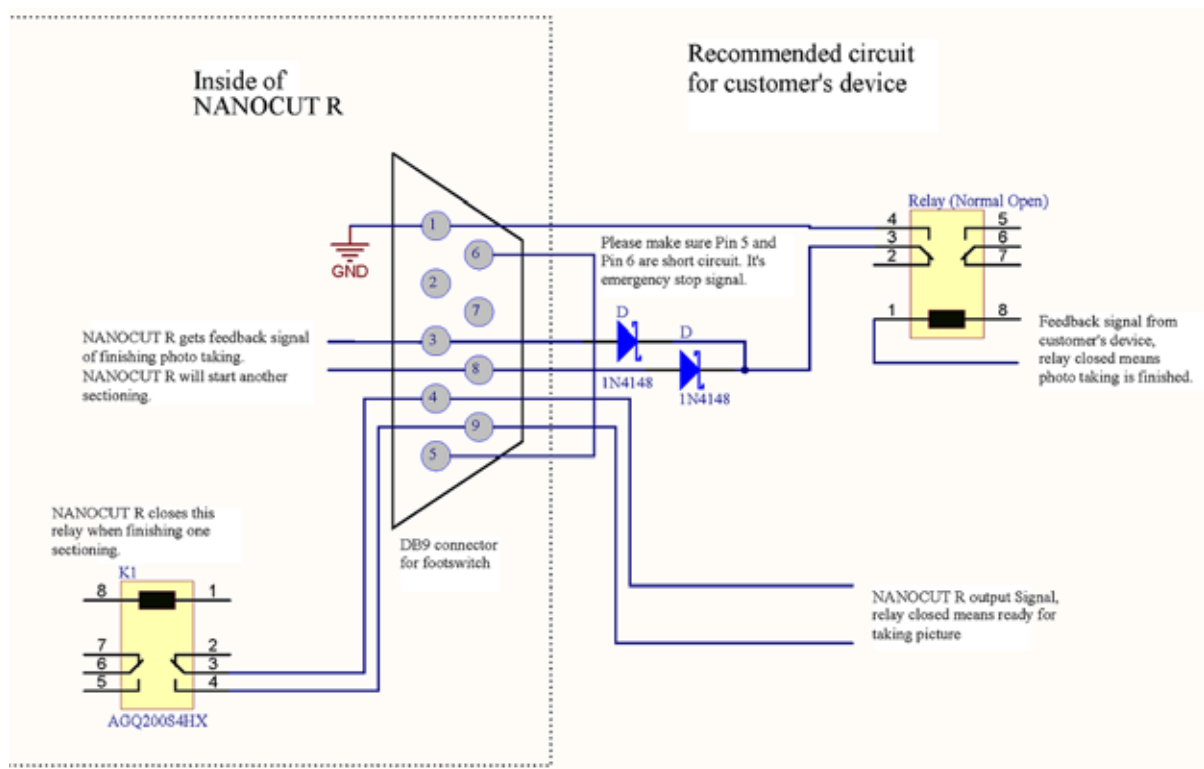 Inside of
NANOCUT R
Recommended circuit
for customer's device
Relay (Normal Open)
4
3
2
1
5
6
7
8
GND
1
6
2
7
3
8
4
9
5
Please make sure Pin 5 and
Pin 6 are short circuit. It's
emergency stop signal.
D
1N4148
D
1N4148
NANOCUT R gets feedback signal
of finishing photo taking.
NANOCUT R will start another
sectioning.
Feedback signal from
customer's device,
relay closed means
photo taking is finished.
NANOCUT R closes this
relay when finishing one
sectioning.
DB9 connector
for footswitch
K1
8
7
6
5
1
2
3
4
AGQ200S4HX
NANOCUT R output Signal,
relay closed means ready for
taking picture